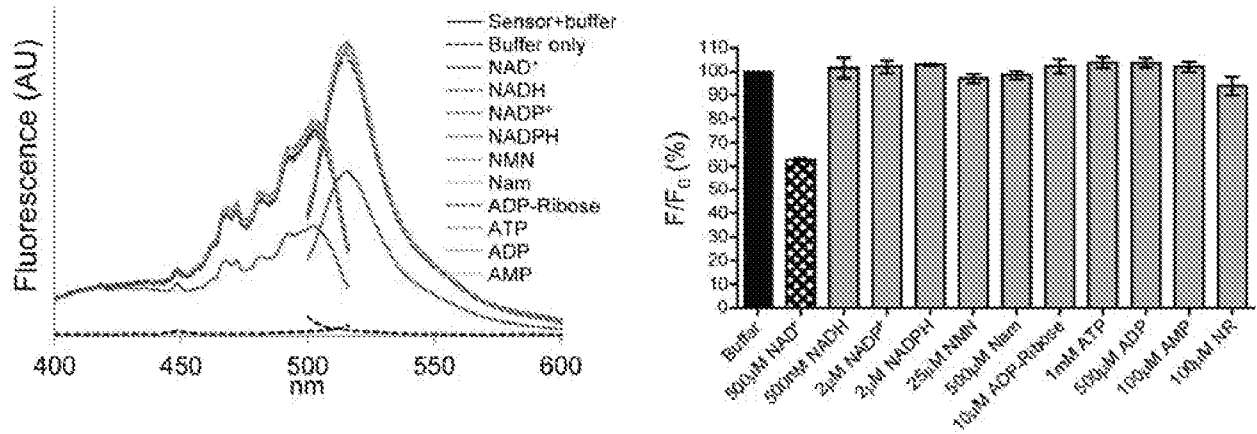 Fluorescence (AU)
Sensor+buffer
Buffer only
NAD⁺
NADH
NADP⁺
NADPH
NMN
Nam
ADP-Ribose
ATP
ADP
AMP
400
450
500
550
600
nm
F/F₀ (%)
110
100
90
80
70
60
50
40
30
20
10
0
Buffer
500μM NAD⁺
NADH
2μM NADP⁺
2μM NADPH
25μM NMN
500μM Nam
10μM ADP-Ribose
1mM ATP
500μM ADP
100μM AMP
100μM NR